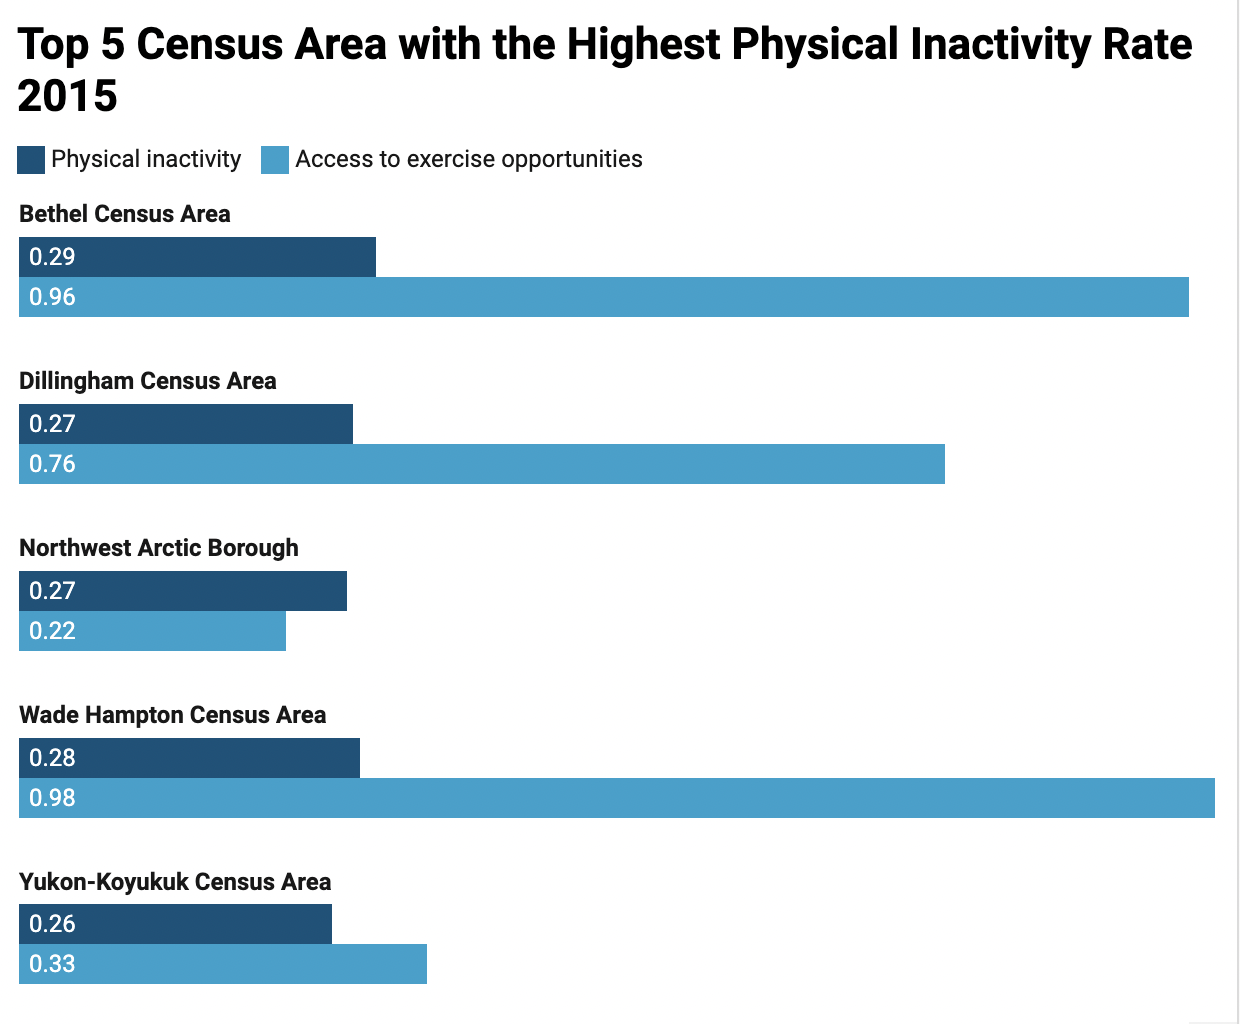 Top 5 Census Area with the Highest Physical Inactivity Rate
2015
Physical inactivity Access to exercise opportunities
Bethel Census Area
0.29
0.96
Dillingham Census Area
0.27
0.76
Northwest Arctic Borough
0.27
0.22
Wade Hampton Census Area
0.28
0.98
Yukon-Koyukuk Census Area
0.26
0.33